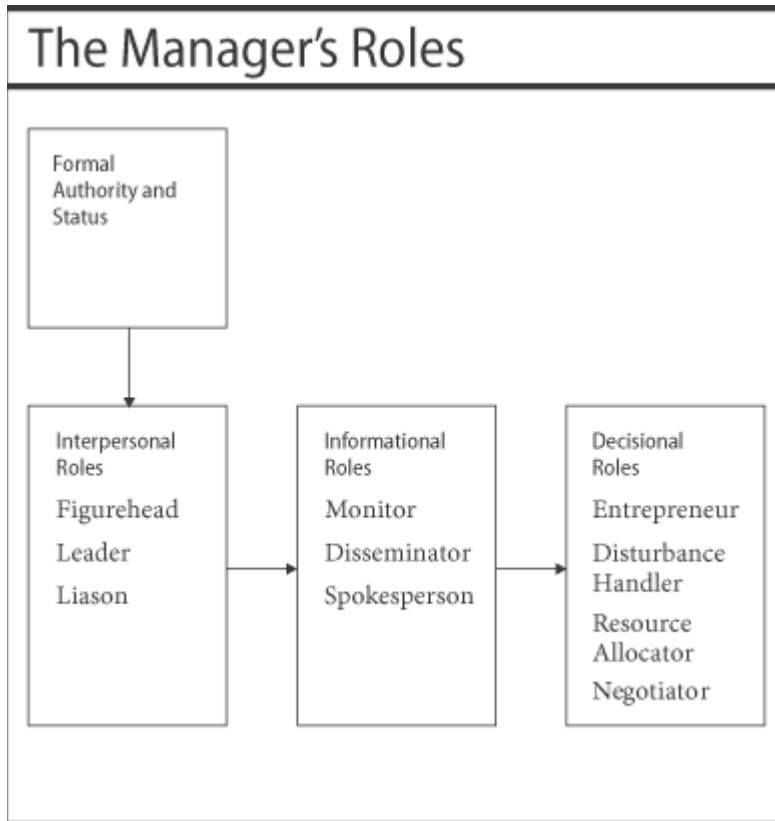 The Manager's Roles
Formal
Authority and
Status
Interpersonal
Roles
Figurehead
Leader
Liason
Informational
Roles
Monitor
Disseminator
Spokesperson
Decisional
Roles
Entrepreneur
Disturbance
Handler
Resource
Allocator
Negotiator